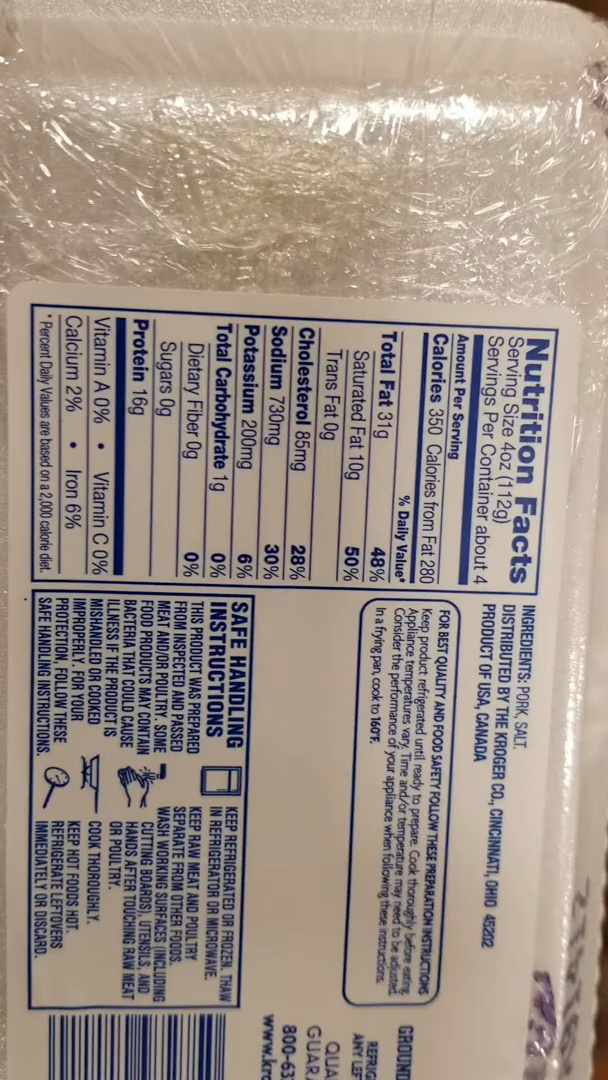 Nutrition Facts
Serving Size 4oz (112g)
Servings Per Container about 4
Amount Per Serving
Calories 350 Calories from Fat 280
% Daily Value*
Total Fat 31g 48%
Saturated Fat 10g 50%
Trans Fat 0g
Cholesterol 85mg 28%
Sodium 730mg 30%
Potassium 200mg 6%
Total Carbohydrate 1g 0%
Dietary Fiber 0g 0%
Sugars 0g
Protein 16g
Vitamin A 0% • Vitamin C 0%
Calcium 2% • Iron 6%
* Percent Daily Values are based on a 2,000 calorie diet.
INGREDIENTS: PORK, SALT.
DISTRIBUTED BY THE KROGER CO., CINCINNATI, OHIO 45202
PRODUCT OF USA, CANADA
FOR BEST QUALITY AND FOOD SAFETY FOLLOW THESE PREPARATION INSTRUCTIONS
Keep product refrigerated until ready to prepare. Cook thoroughly before eating.
Appliance temperatures vary. Time and/or temperature may need to be adjusted.
Consider the performance of your appliance when following these instructions.
In a frying pan, cook to 160°F.
SAFE HANDLING
INSTRUCTIONS
THIS PRODUCT WAS PREPARED
FROM INSPECTED AND PASSED
MEAT AND/OR POULTRY. SOME
FOOD PRODUCTS MAY CONTAIN
BACTERIA THAT COULD CAUSE
ILLNESS IF THE PRODUCT IS
MISHANDLED OR COOKED
IMPROPERLY. FOR YOUR
PROTECTION, FOLLOW THESE
SAFE HANDLING INSTRUCTIONS.
KEEP REFRIGERATED OR FROZEN. THAW
IN REFRIGERATOR OR MICROWAVE.
KEEP RAW MEAT AND POULTRY
SEPARATE FROM OTHER FOODS.
WASH WORKING SURFACES (INCLUDING
CUTTING BOARDS), UTENSILS, AND
HANDS AFTER TOUCHING RAW MEAT
OR POULTRY.
COOK THOROUGHLY.
KEEP HOT FOODS HOT.
REFRIGERATE LEFTOVERS
IMMEDIATELY OR DISCARD.
GROUND
REFRIG
ANY LEF
QUA
GUAR
800-63
www.kro